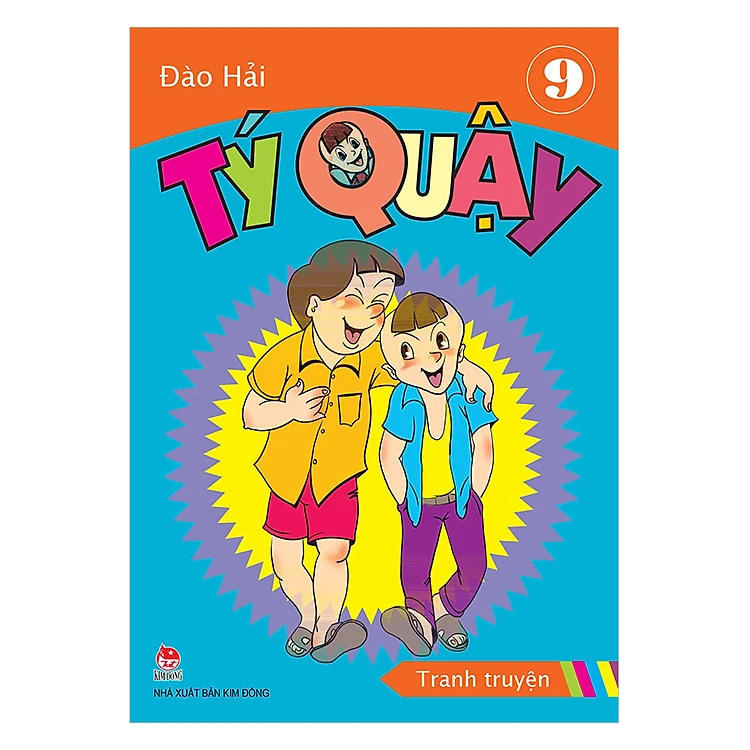 Đào Hải
9
TÝ QUẬY
KIM ĐỒNG
NHÀ XUẤT BẢN KIM ĐỒNG
Tranh truyện